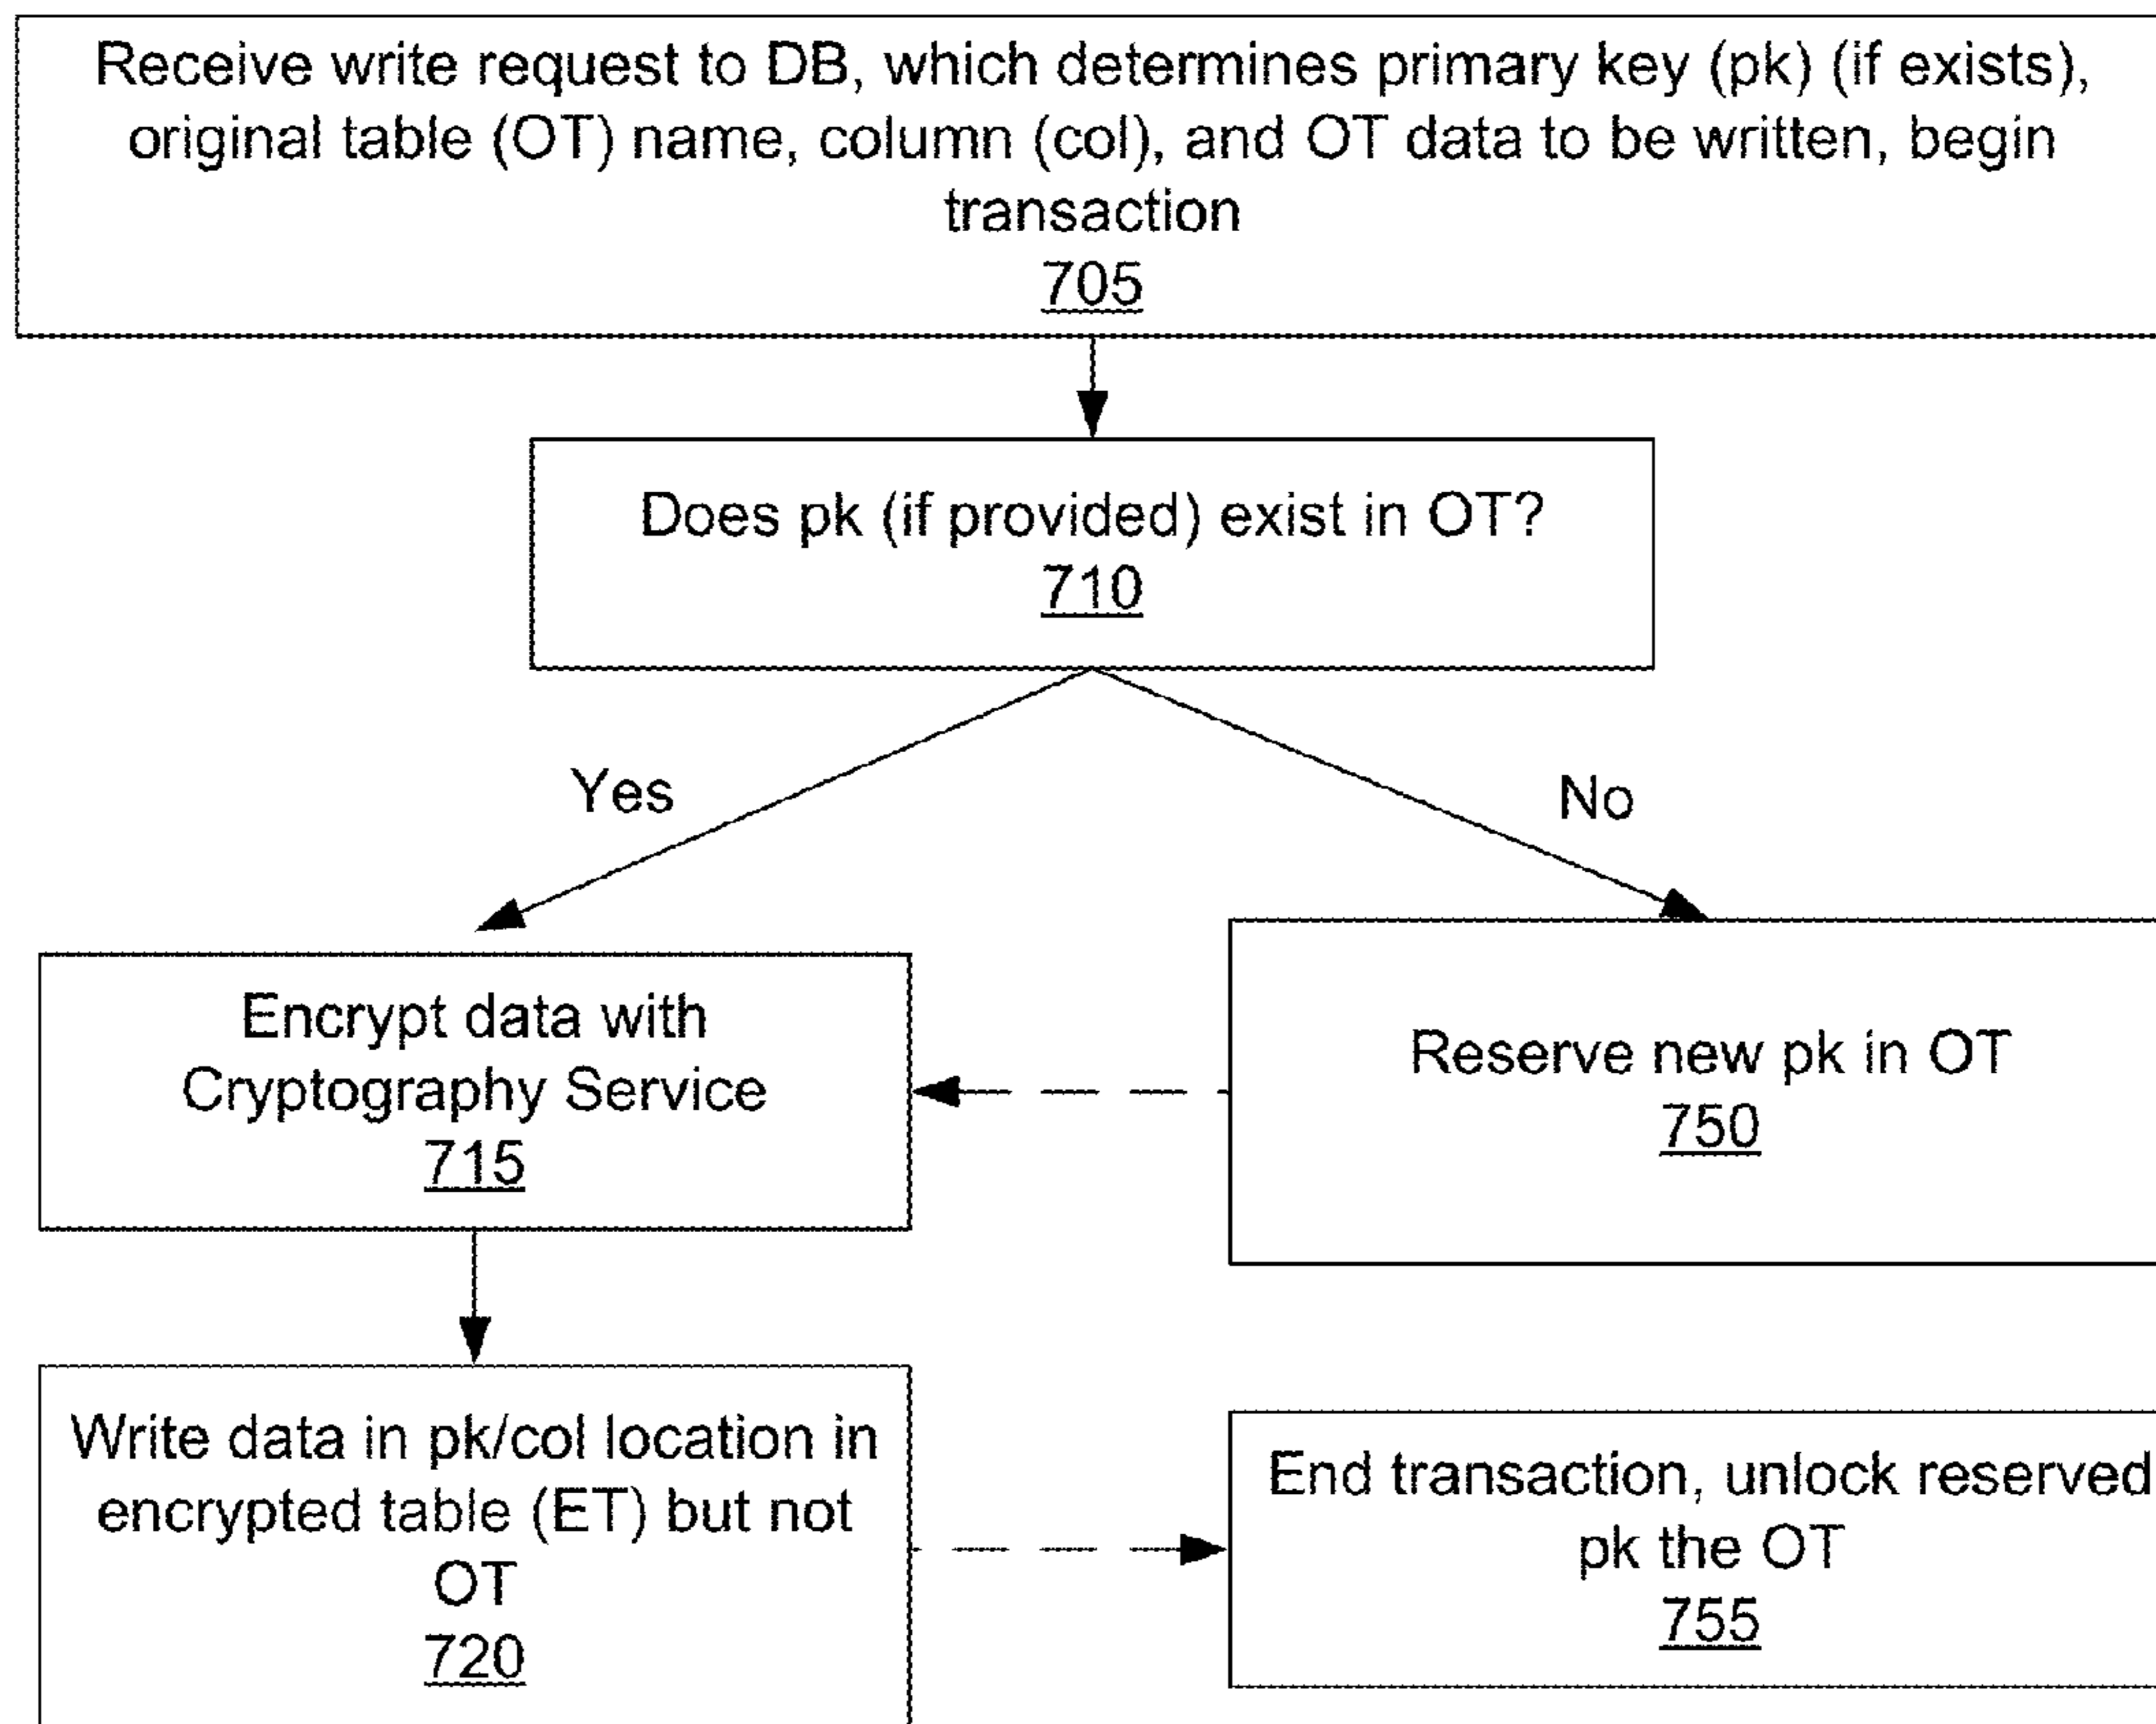 Receive write request to DB, which determines primary key (pk) (if exists),
original table (OT) name, column (col), and OT data to be written, begin
transaction
705
Does pk (if provided) exist in OT?
710
Yes
No
Encrypt data with
Cryptography Service
715
Reserve new pk in OT
750
Write data in pk/col location in
encrypted table (ET) but not
OT
720
End transaction, unlock reserved
pk the OT
755